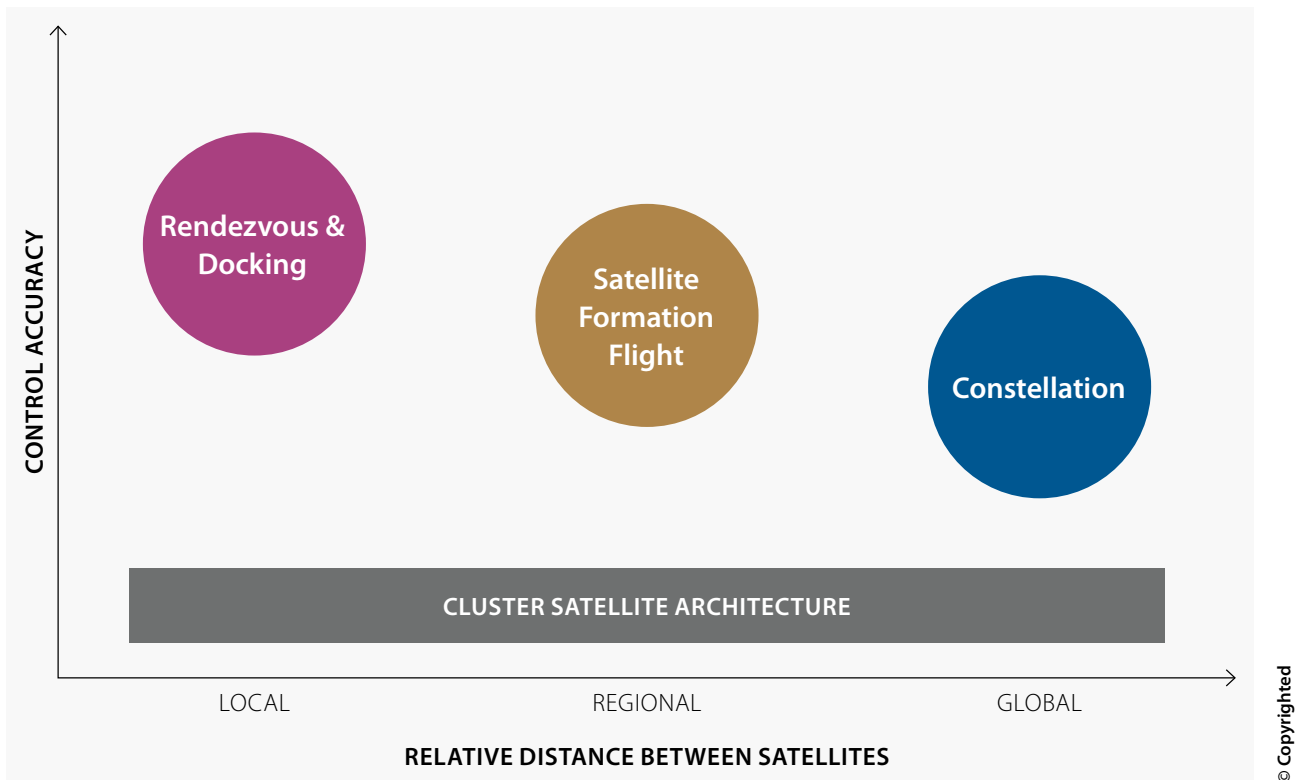 CONTROL ACCURACY
Rendezvous &
Docking
Satellite
Formation
Flight
Constellation
CLUSTER SATELLITE ARCHITECTURE
LOCAL
REGIONAL
GLOBAL
RELATIVE DISTANCE BETWEEN SATELLITES
© Copyrighted